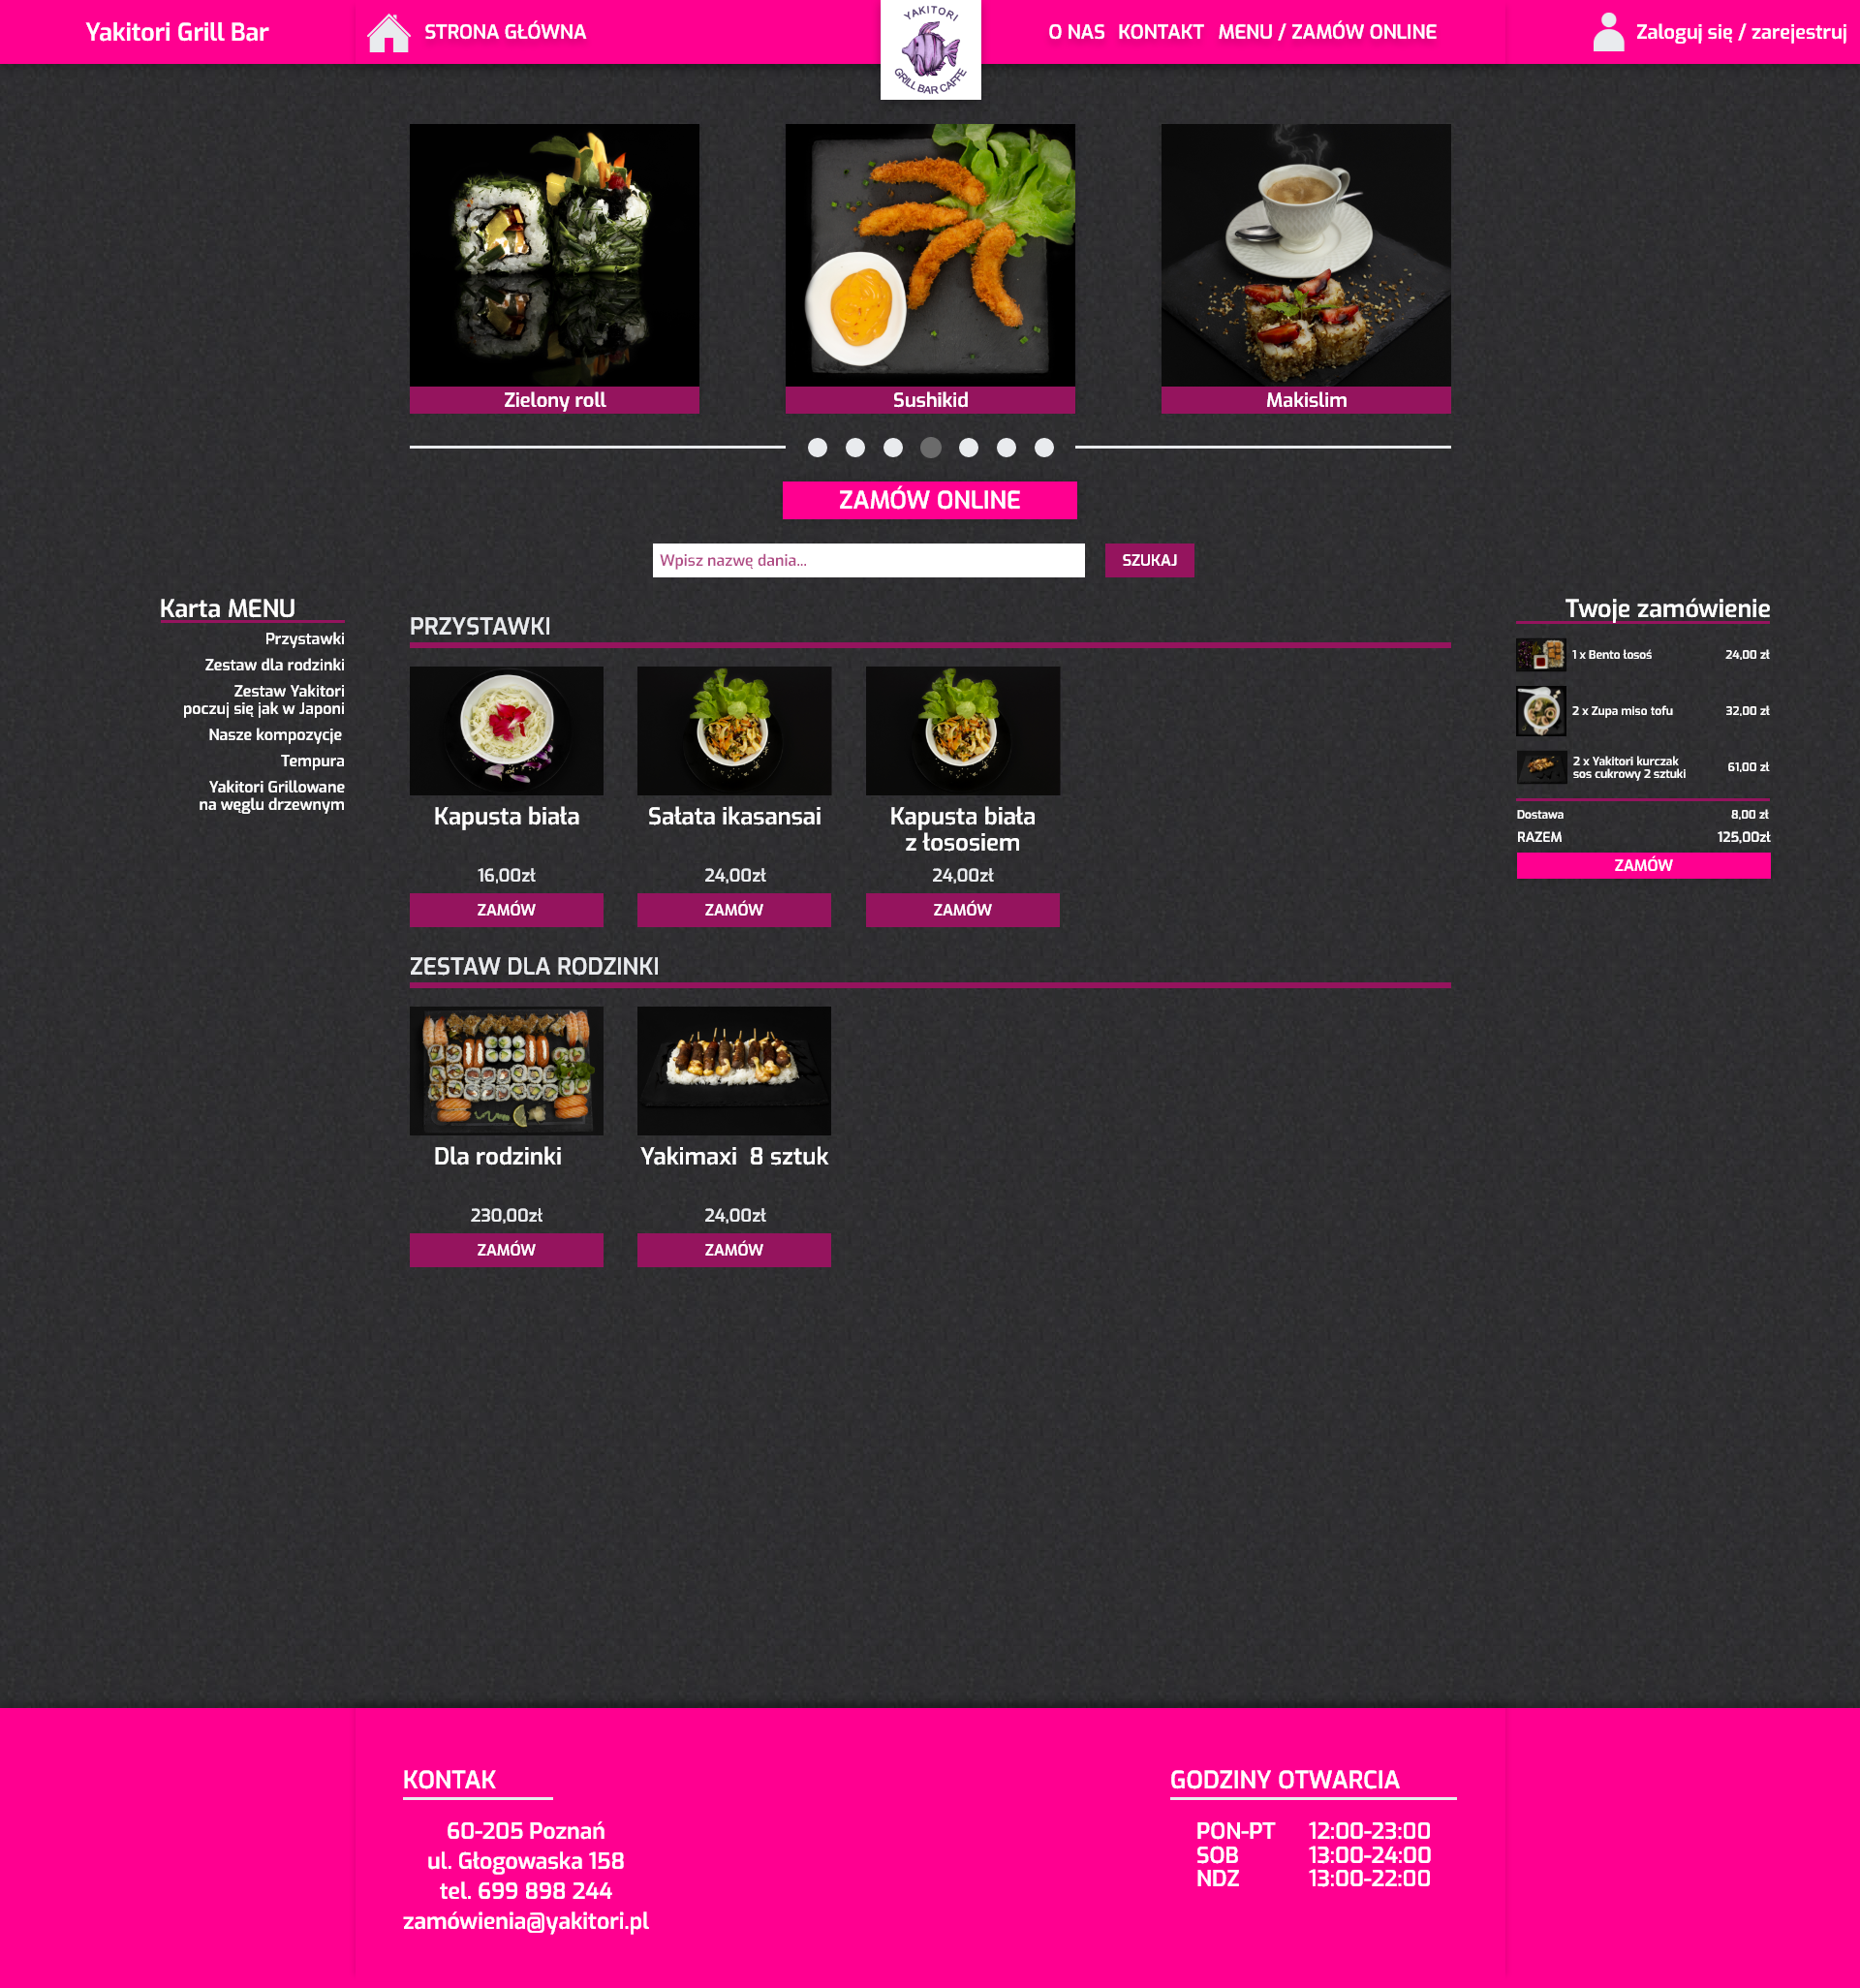 Yakitori Grill Bar
STRONA GŁÓWNA
YAKITORI
GRILL BAR CAFFE
O NAS KONTAKT MENU / ZAMÓW ONLINE
Zaloguj się / zarejestruj
Zielony roll
Sushikid
Makislim
ZAMÓW ONLINE
Wpisz nazwę dania...
SZUKAJ
Karta MENU
Przystawki
Zestaw dla rodzinki
Zestaw Yakitori
poczuj się jak w Japoni
Nasze kompozycje
Tempura
Yakitori Grillowane
na węglu drzewnym
PRZYSTAWKI
Kapusta biała
16,00zł
ZAMÓW
Sałata ikasansai
24,00zł
ZAMÓW
Kapusta biała
z łososiem
24,00zł
ZAMÓW
ZESTAW DLA RODZINKI
Dla rodzinki
230,00zł
ZAMÓW
Yakimaxi 8 sztuk
24,00zł
ZAMÓW
Twoje zamówienie
1 x Bento łosoś 24,00 zł
2 x Zupa miso tofu 32,00 zł
2 x Yakitori kurczak
sos cukrowy 2 sztuki 61,00 zł
Dostawa 8,00 zł
RAZEM 125,00zł
ZAMÓW
KONTAK
60-205 Poznań
ul. Głogowaska 158
tel. 699 898 244
zamówienia@yakitori.pl
GODZINY OTWARCIA
PON-PT 12:00-23:00
SOB 13:00-24:00
NDZ 13:00-22:00